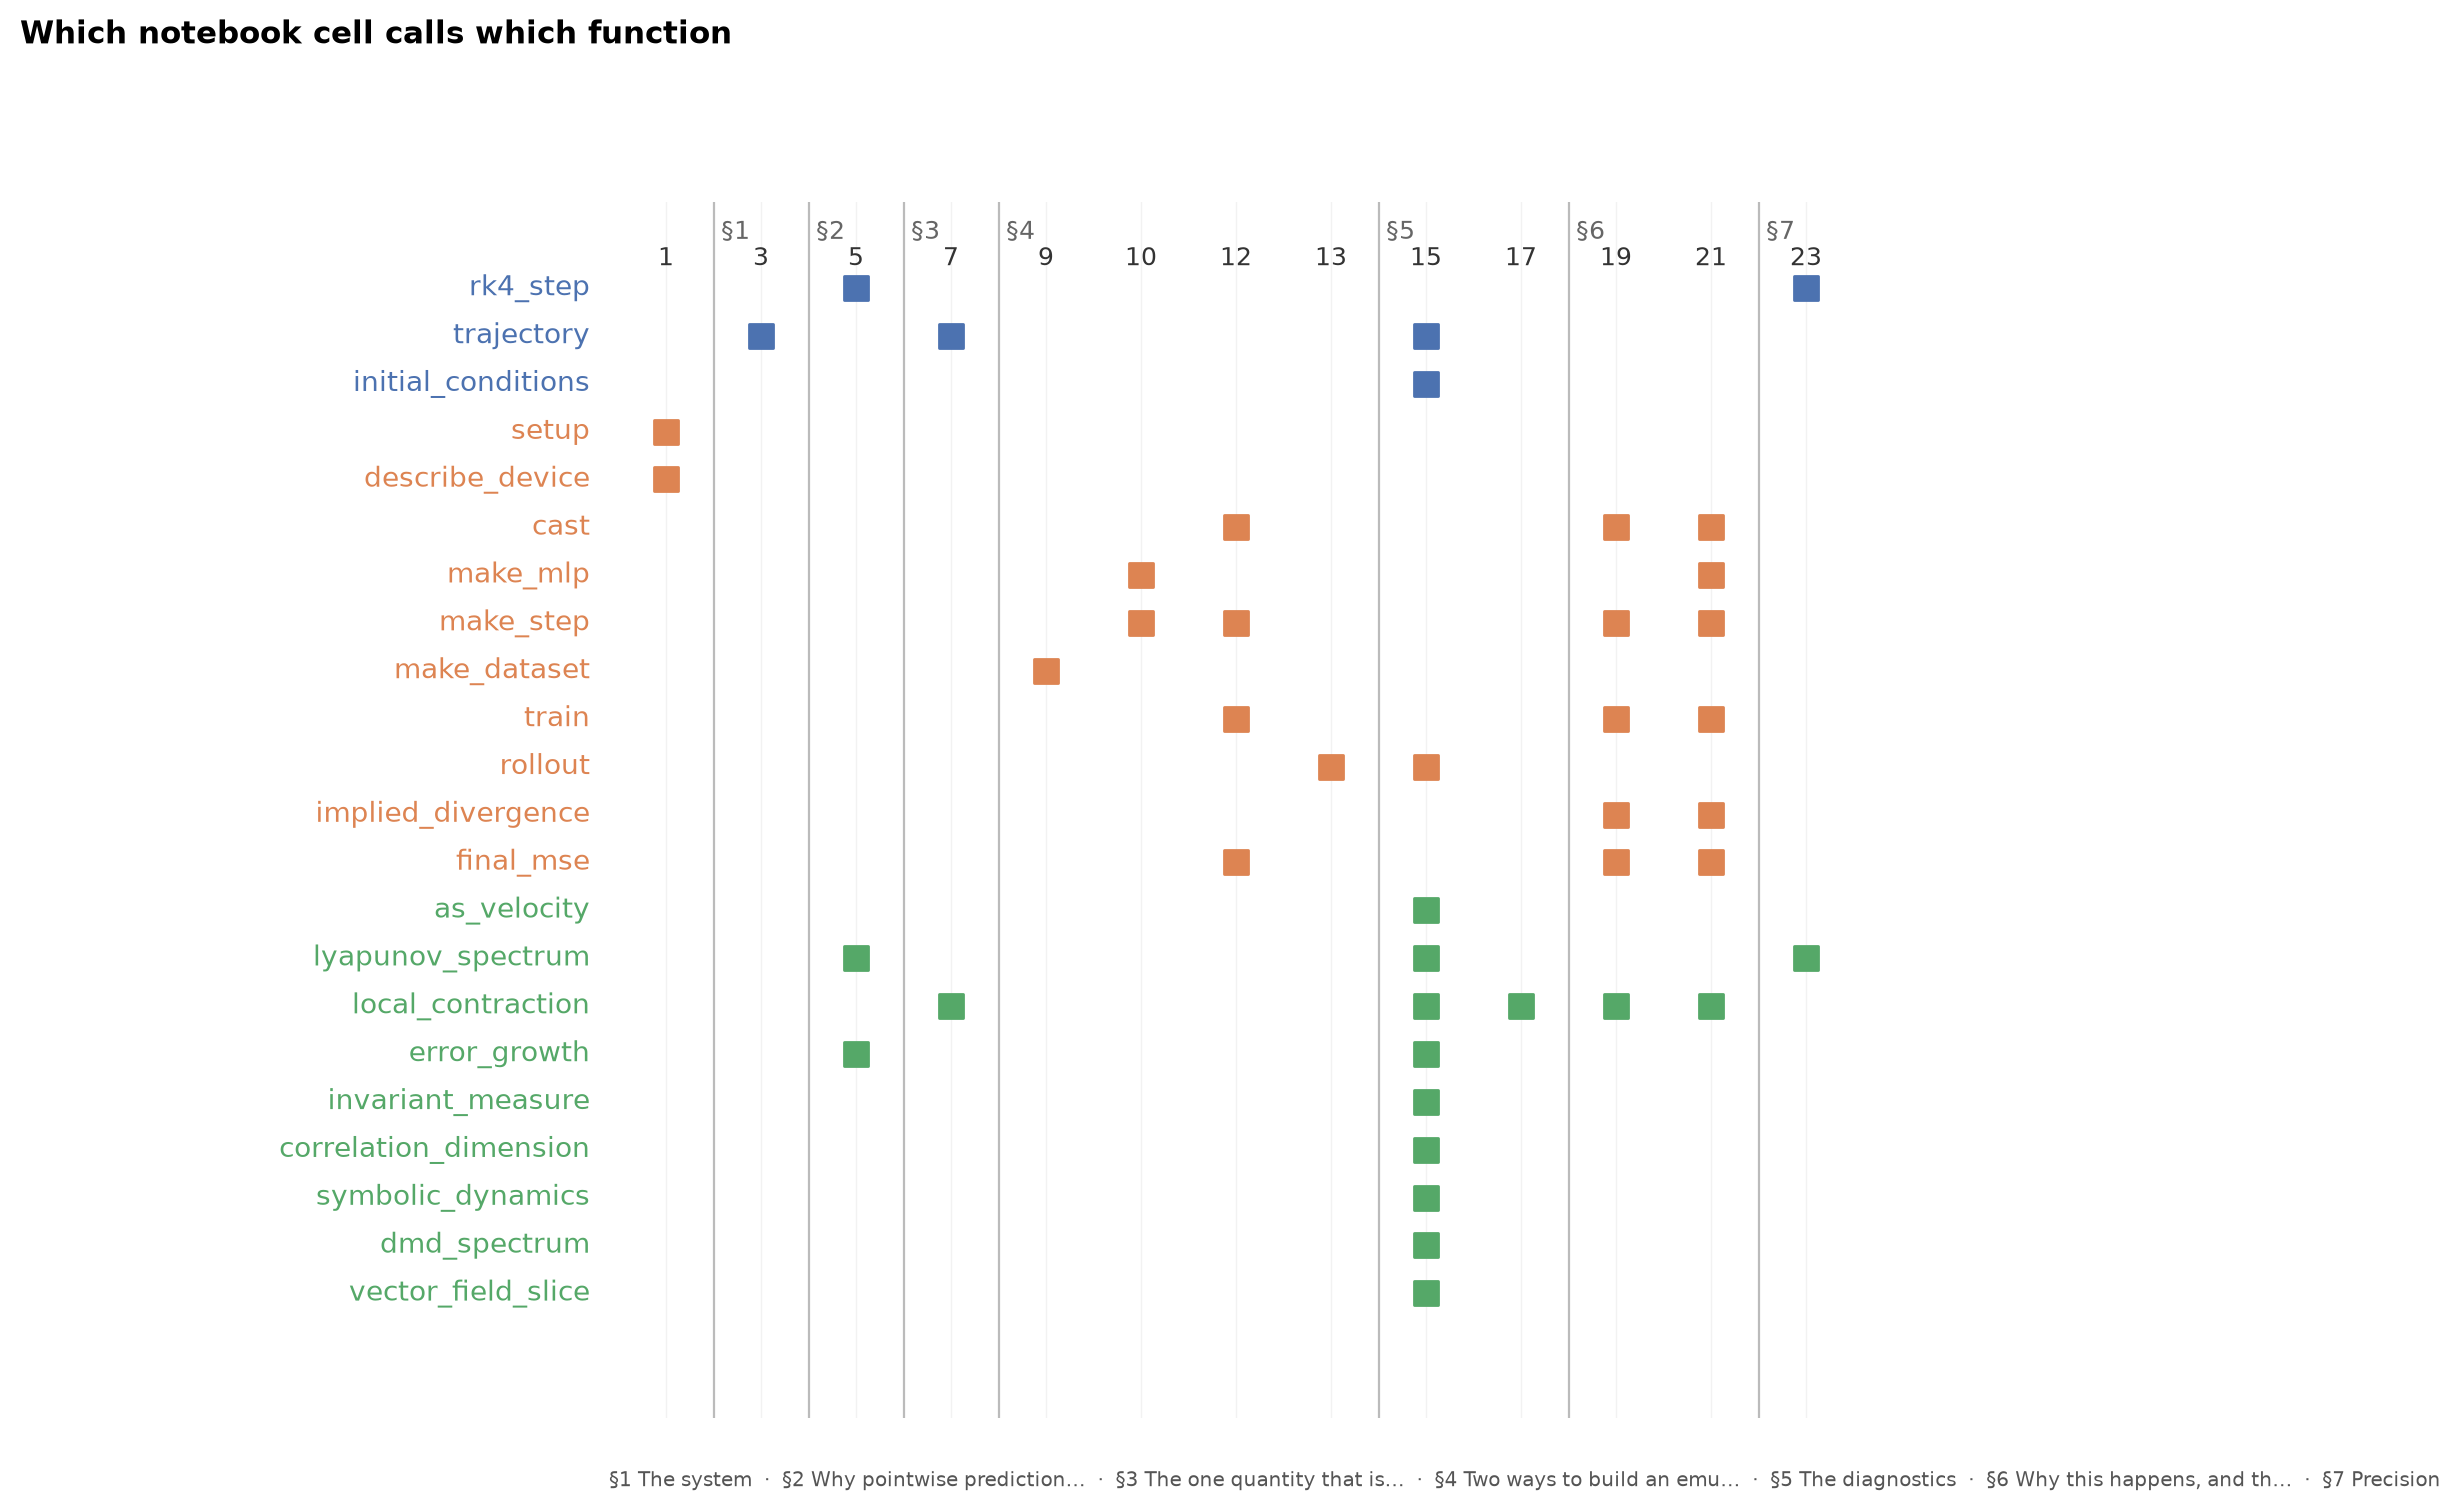 Which notebook cell calls which function
§1 §2 §3 §4 §5 §6 §7
1 3 5 7 9 10 12 13 15 17 19 21 23
rk4_step
trajectory
initial_conditions
setup
describe_device
cast
make_mlp
make_step
make_dataset
train
rollout
implied_divergence
final_mse
as_velocity
lyapunov_spectrum
local_contraction
error_growth
invariant_measure
correlation_dimension
symbolic_dynamics
dmd_spectrum
vector_field_slice
§1 The system · §2 Why pointwise prediction… · §3 The one quantity that is… · §4 Two ways to build an emu… · §5 The diagnostics · §6 Why this happens, and th… · §7 Precision